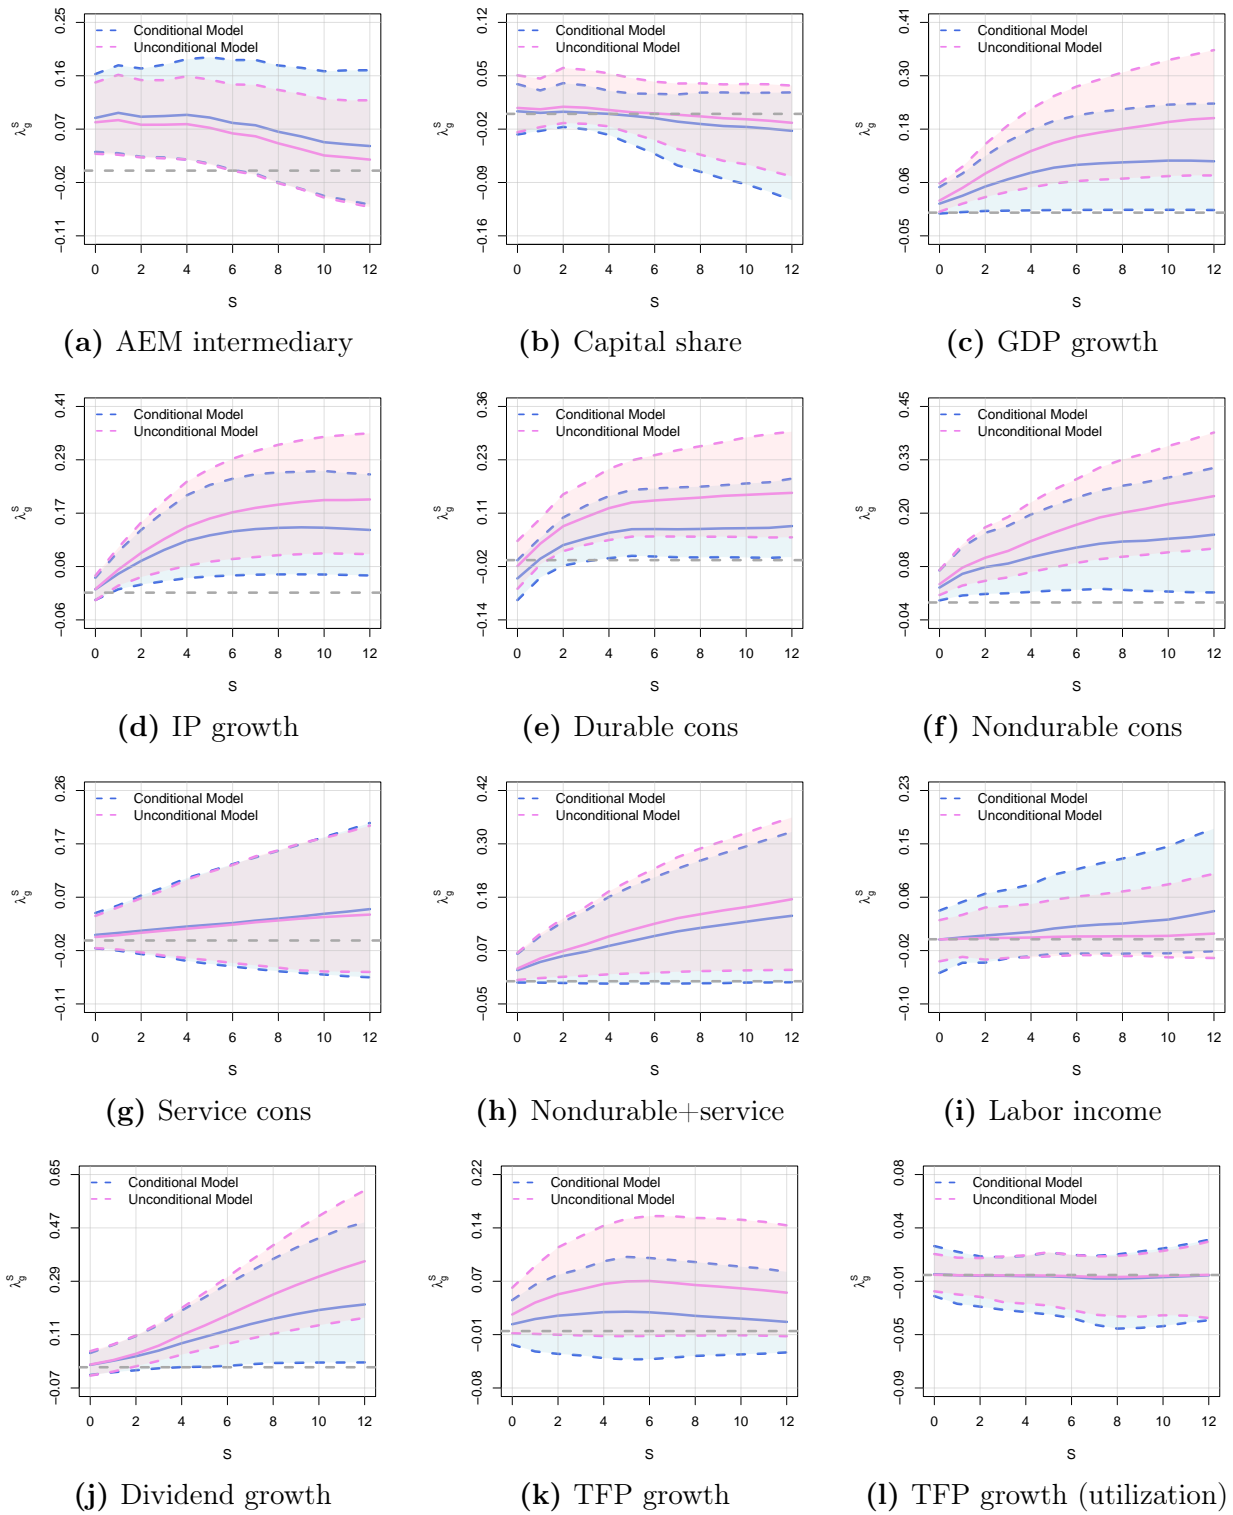 0.25
0.16
0.07
−0.02
−0.11
λ_g^S
Conditional Model
Unconditional Model
0 2 4 6 8 10 12
S
(a) AEM intermediary
0.12
0.05
−0.02
−0.09
−0.16
λ_g^S
Conditional Model
Unconditional Model
0 2 4 6 8 10 12
S
(b) Capital share
0.41
0.30
0.18
0.06
−0.05
λ_g^S
Conditional Model
Unconditional Model
0 2 4 6 8 10 12
S
(c) GDP growth
0.41
0.29
0.17
0.06
−0.06
λ_g^S
Conditional Model
Unconditional Model
0 2 4 6 8 10 12
S
(d) IP growth
0.36
0.23
0.11
−0.02
−0.14
λ_g^S
Conditional Model
Unconditional Model
0 2 4 6 8 10 12
S
(e) Durable cons
0.45
0.33
0.20
0.08
−0.04
λ_g^S
Conditional Model
Unconditional Model
0 2 4 6 8 10 12
S
(f) Nondurable cons
0.26
0.17
0.07
−0.02
−0.11
λ_g^S
Conditional Model
Unconditional Model
0 2 4 6 8 10 12
S
(g) Service cons
0.42
0.30
0.18
0.07
−0.05
λ_g^S
Conditional Model
Unconditional Model
0 2 4 6 8 10 12
S
(h) Nondurable+service
0.23
0.15
0.06
−0.02
−0.10
λ_g^S
Conditional Model
Unconditional Model
0 2 4 6 8 10 12
S
(i) Labor income
0.65
0.47
0.29
0.11
−0.07
λ_g^S
Conditional Model
Unconditional Model
0 2 4 6 8 10 12
S
(j) Dividend growth
0.22
0.14
0.07
−0.01
−0.08
λ_g^S
Conditional Model
Unconditional Model
0 2 4 6 8 10 12
S
(k) TFP growth
0.08
0.04
−0.01
−0.05
−0.09
λ_g^S
Conditional Model
Unconditional Model
0 2 4 6 8 10 12
S
(l) TFP growth (utilization)